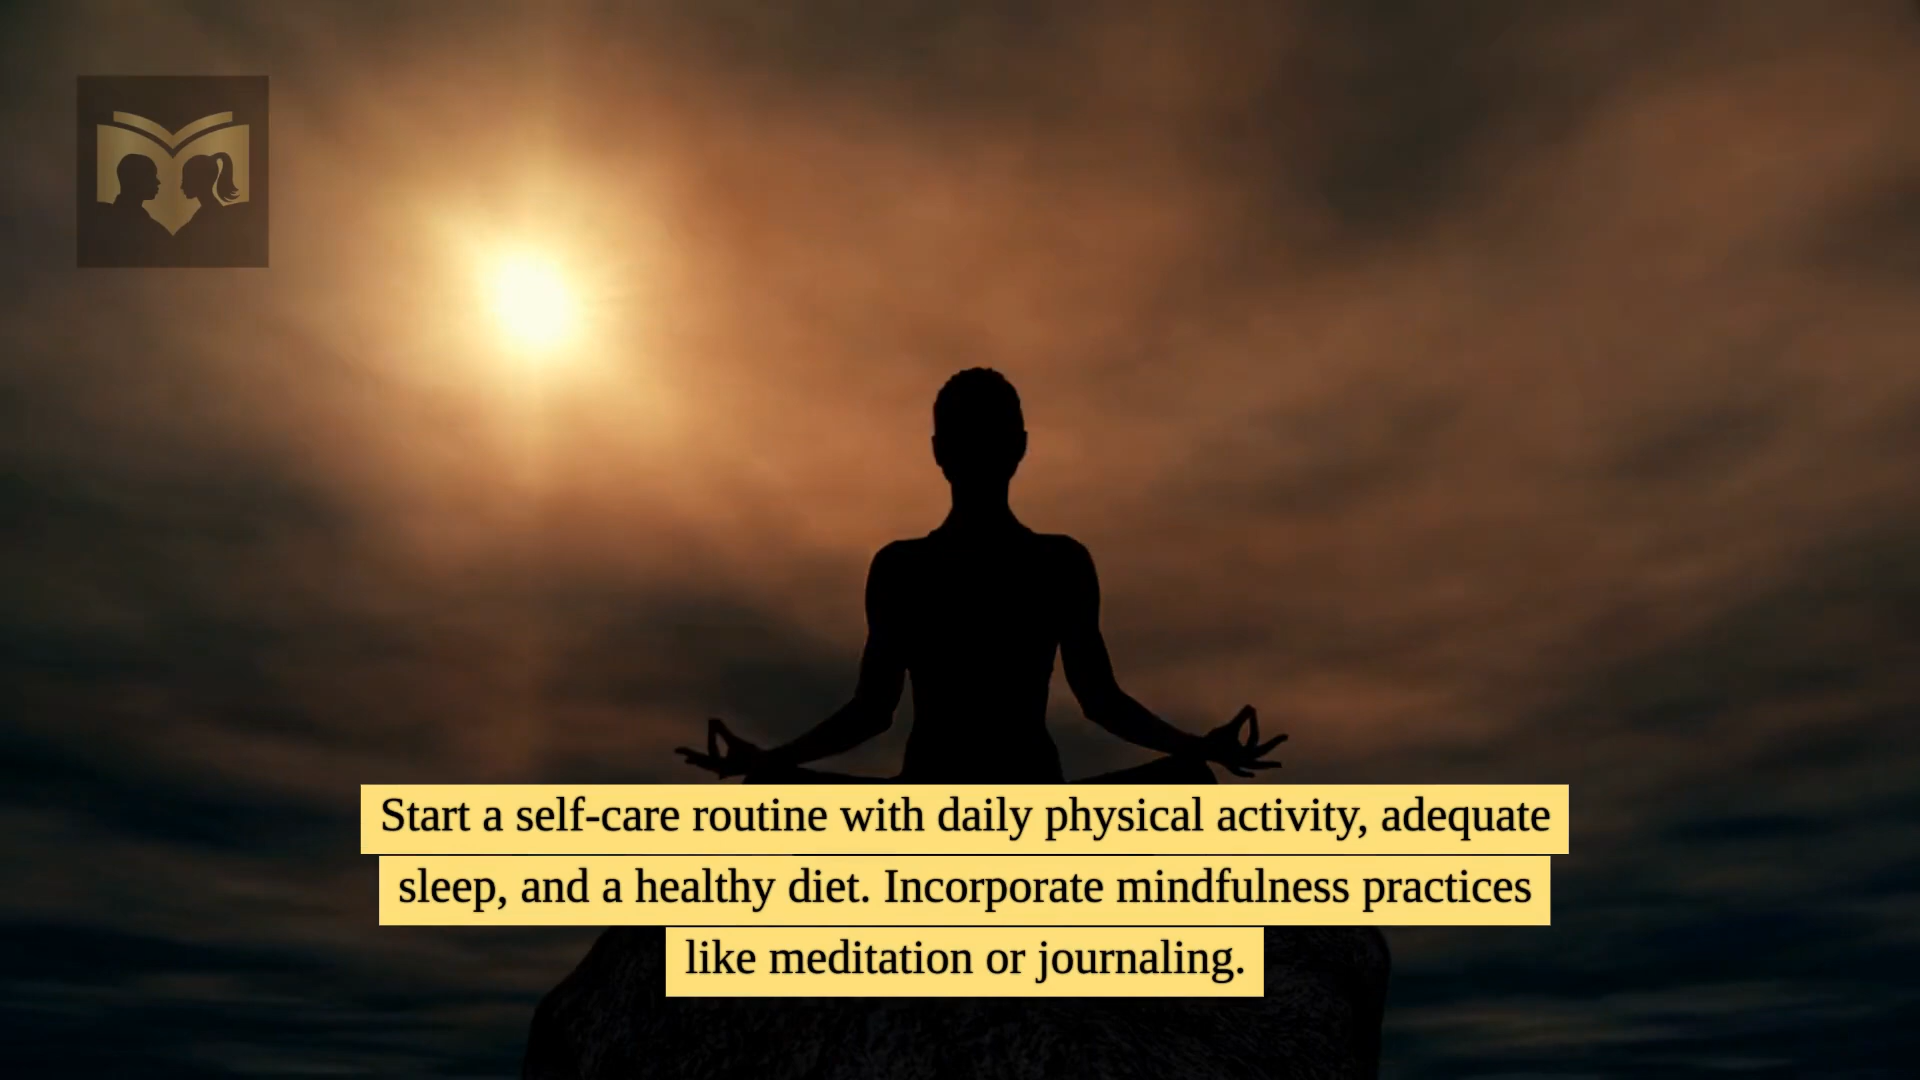 Start a self-care routine with daily physical activity, adequate
sleep, and a healthy diet. Incorporate mindfulness practices
like meditation or journaling.